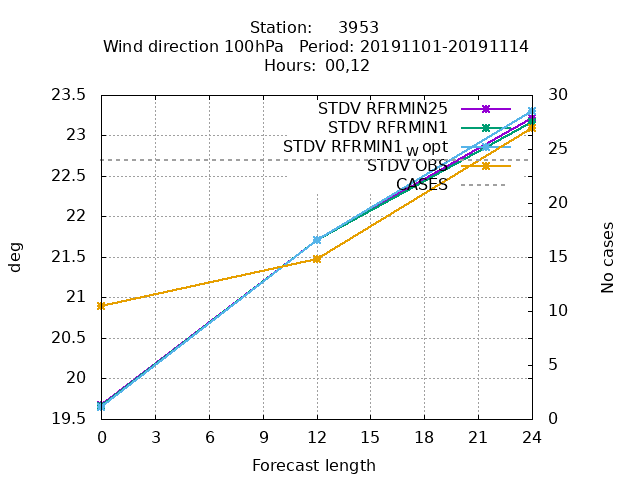 Station: 3953
Wind direction 100hPa Period: 20191101-20191114
Hours: 00,12
23.5
23
22.5
22
21.5
21
20.5
20
19.5
deg
STDV RFRMIN25
STDV RFRMIN1
STDV RFRMIN1_W opt
STDV OBS
CASES
30
25
20
15
10
5
0
No cases
0 3 6 9 12 15 18 21 24
Forecast length